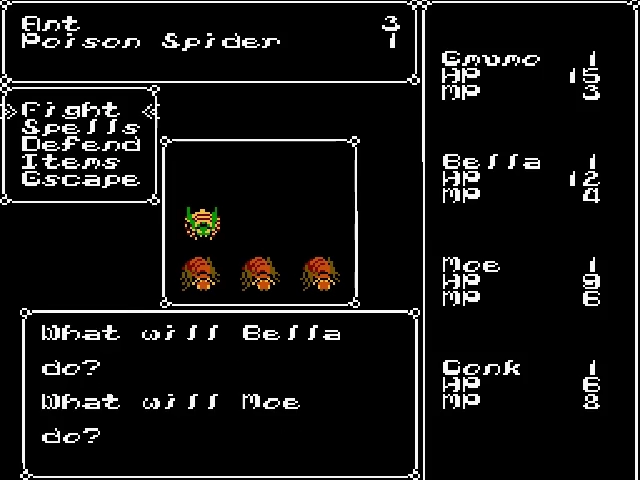 Ant 3
Poison Spider 1
Fight
Spells
Defend
Items
Escape
What will Bella
do?
What will Moe
do?
1
HP 15
MP 3
Bella 1
HP 12
MP 4
Moe 1
HP 9
MP 6
Gonk 1
HP 6
MP 8